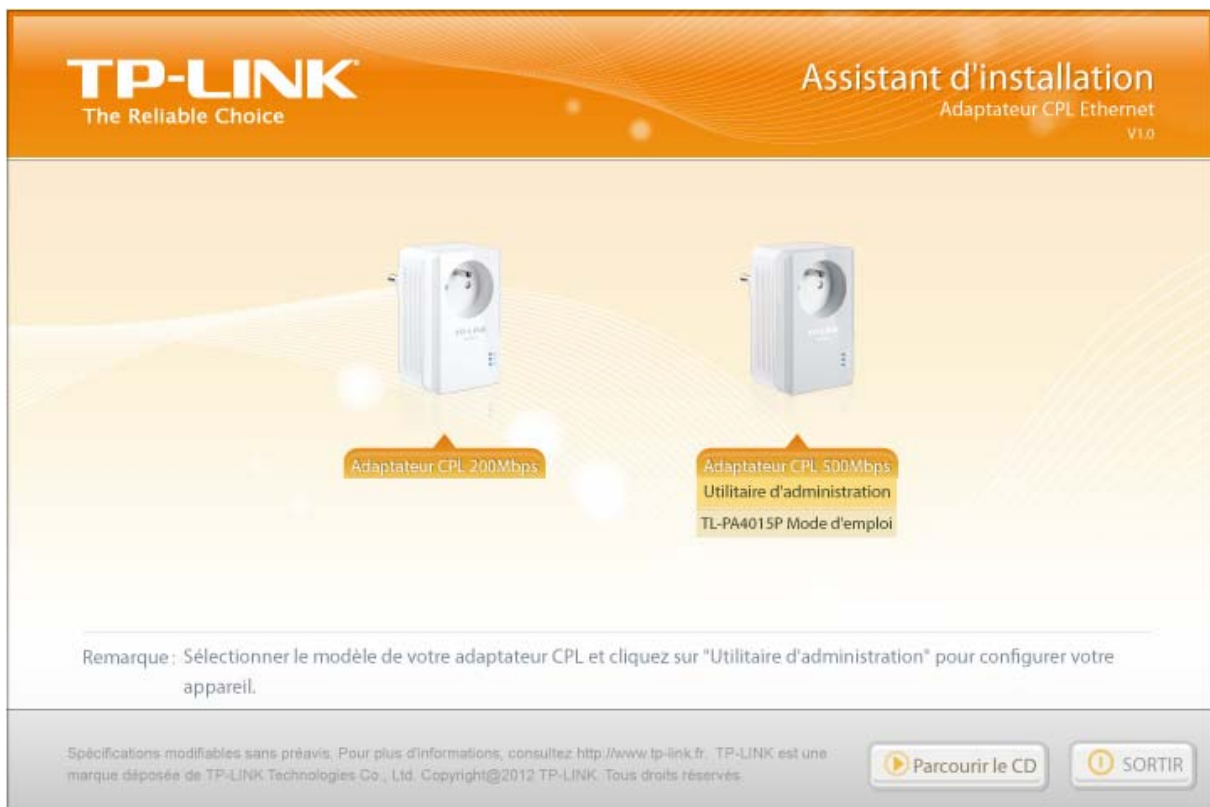 TP-LINK
The Reliable Choice
Assistant d'installation
Adaptateur CPL Ethernet
V1.0
TP-LINK
Adaptateur CPL 200Mbps
Adaptateur CPL 500Mbps
Utilitaire d'administration
TL-PA4015P Mode d'emploi
Remarque : Sélectionner le modèle de votre adaptateur CPL et cliquez sur "Utilitaire d'administration" pour configurer votre
appareil.
Spécifications modifiables sans préavis. Pour plus d'informations, consultez http://www.tp-link.fr. TP-LINK est une
marque déposée de TP-LINK Technologies Co., Ltd. Copyright@2012 TP-LINK. Tous droits réservés.
Parcourir le CD
SORTIR